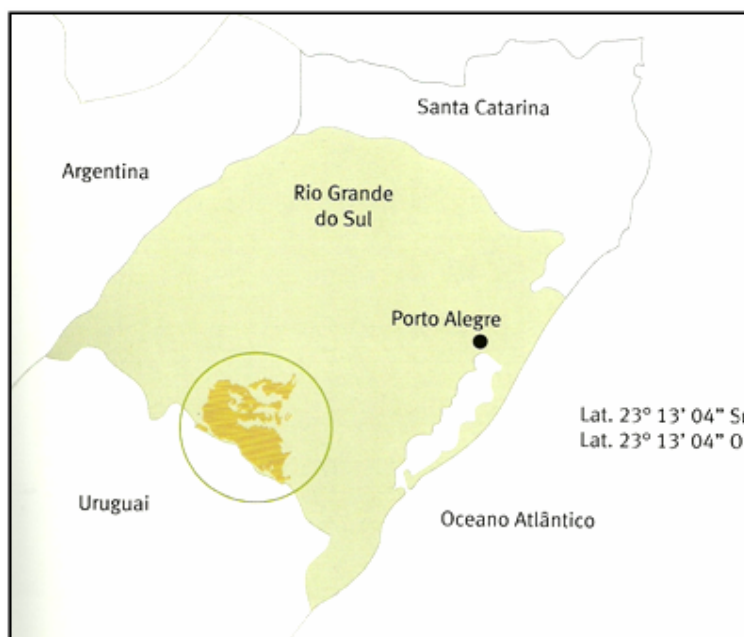 Santa Catarina
Argentina
Rio Grande
do Sul
Porto Alegre
Lat. 23° 13' 04”
Lat. 23° 13' 04”
Uruguai
Oceano Atlântico